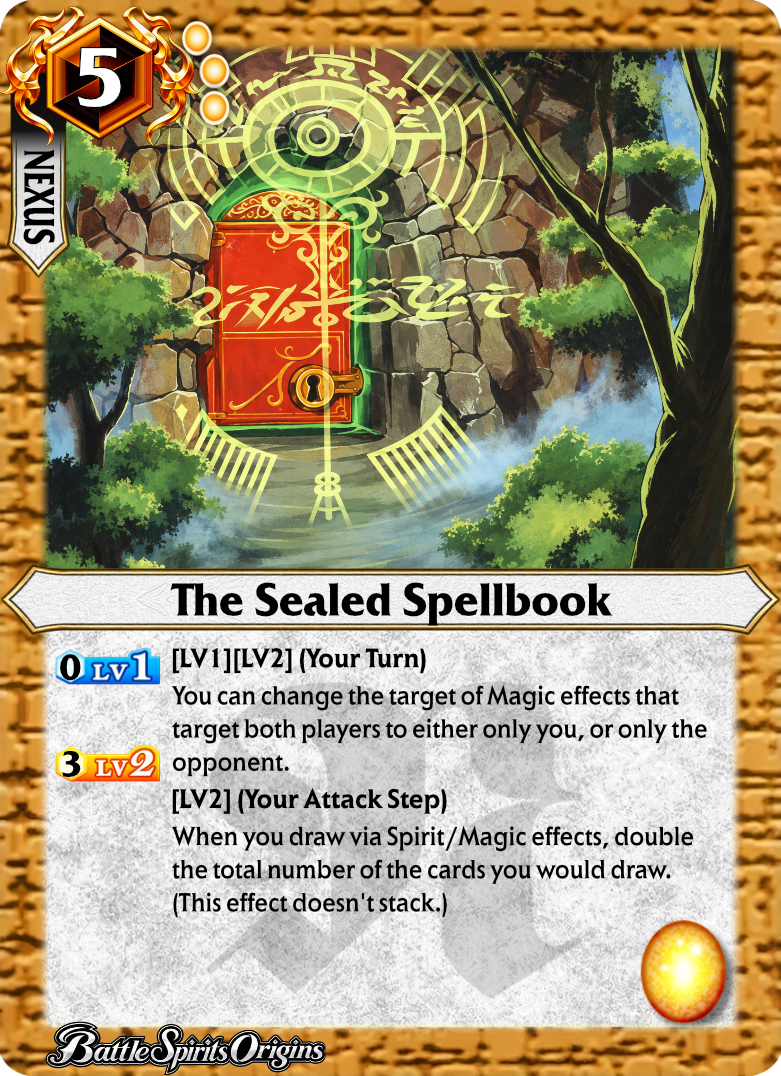 5
NEXUS
The Sealed Spellbook
0 LV1
[LV1][LV2] (Your Turn)
You can change the target of Magic effects that
target both players to either only you, or only the
opponent.
3 LV2
[LV2] (Your Attack Step)
When you draw via Spirit/Magic effects, double
the total number of the cards you would draw.
(This effect doesn't stack.)
Battle Spirits Origins